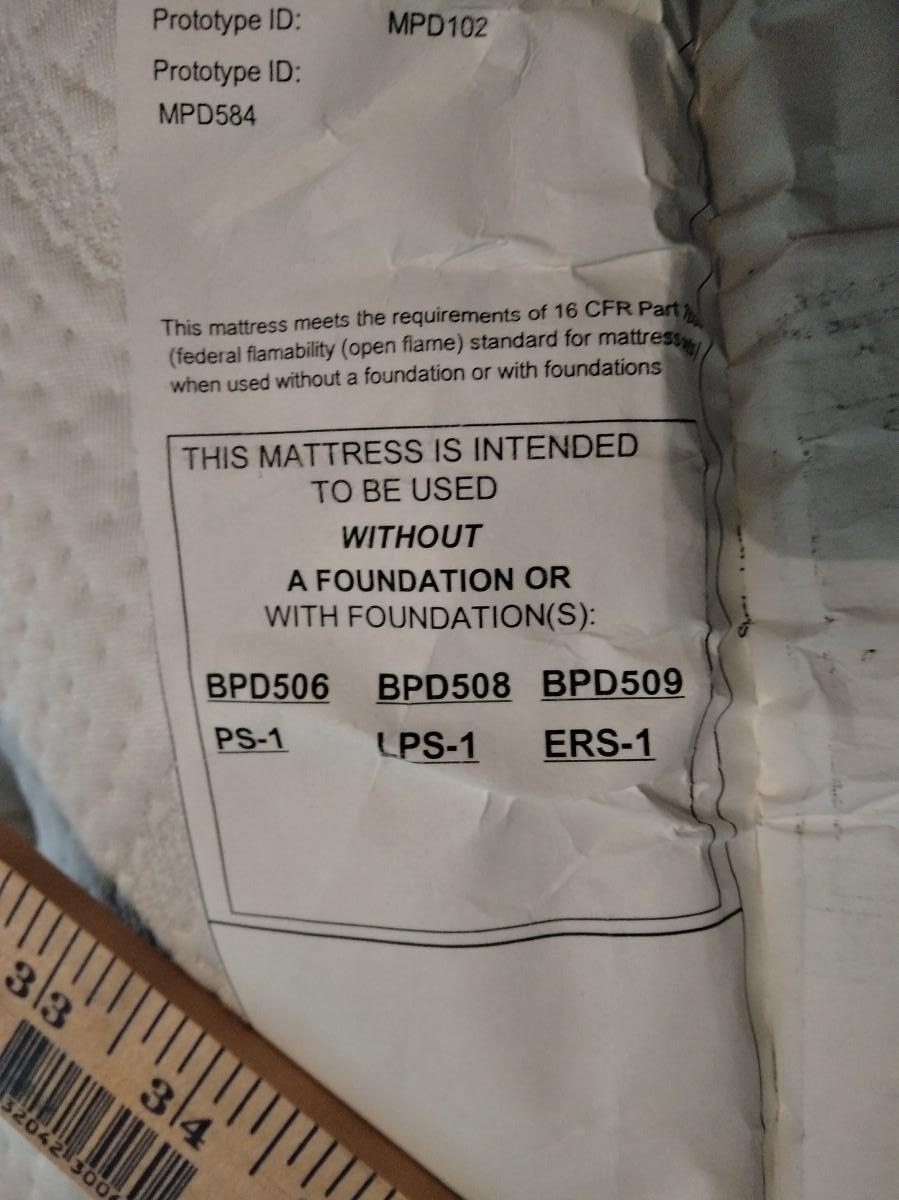 Prototype ID: MPD102
Prototype ID:
MPD584
This mattress meets the requirements of 16 CFR Part
(federal flamability (open flame) standard for
when used without a foundation or with foundations
THIS MATTRESS IS INTENDED
TO BE USED
WITHOUT
A FOUNDATION OR
WITH FOUNDATION(S):
BPD506 BPD508 BPD509
PS-1 LPS-1 ERS-1
33
34